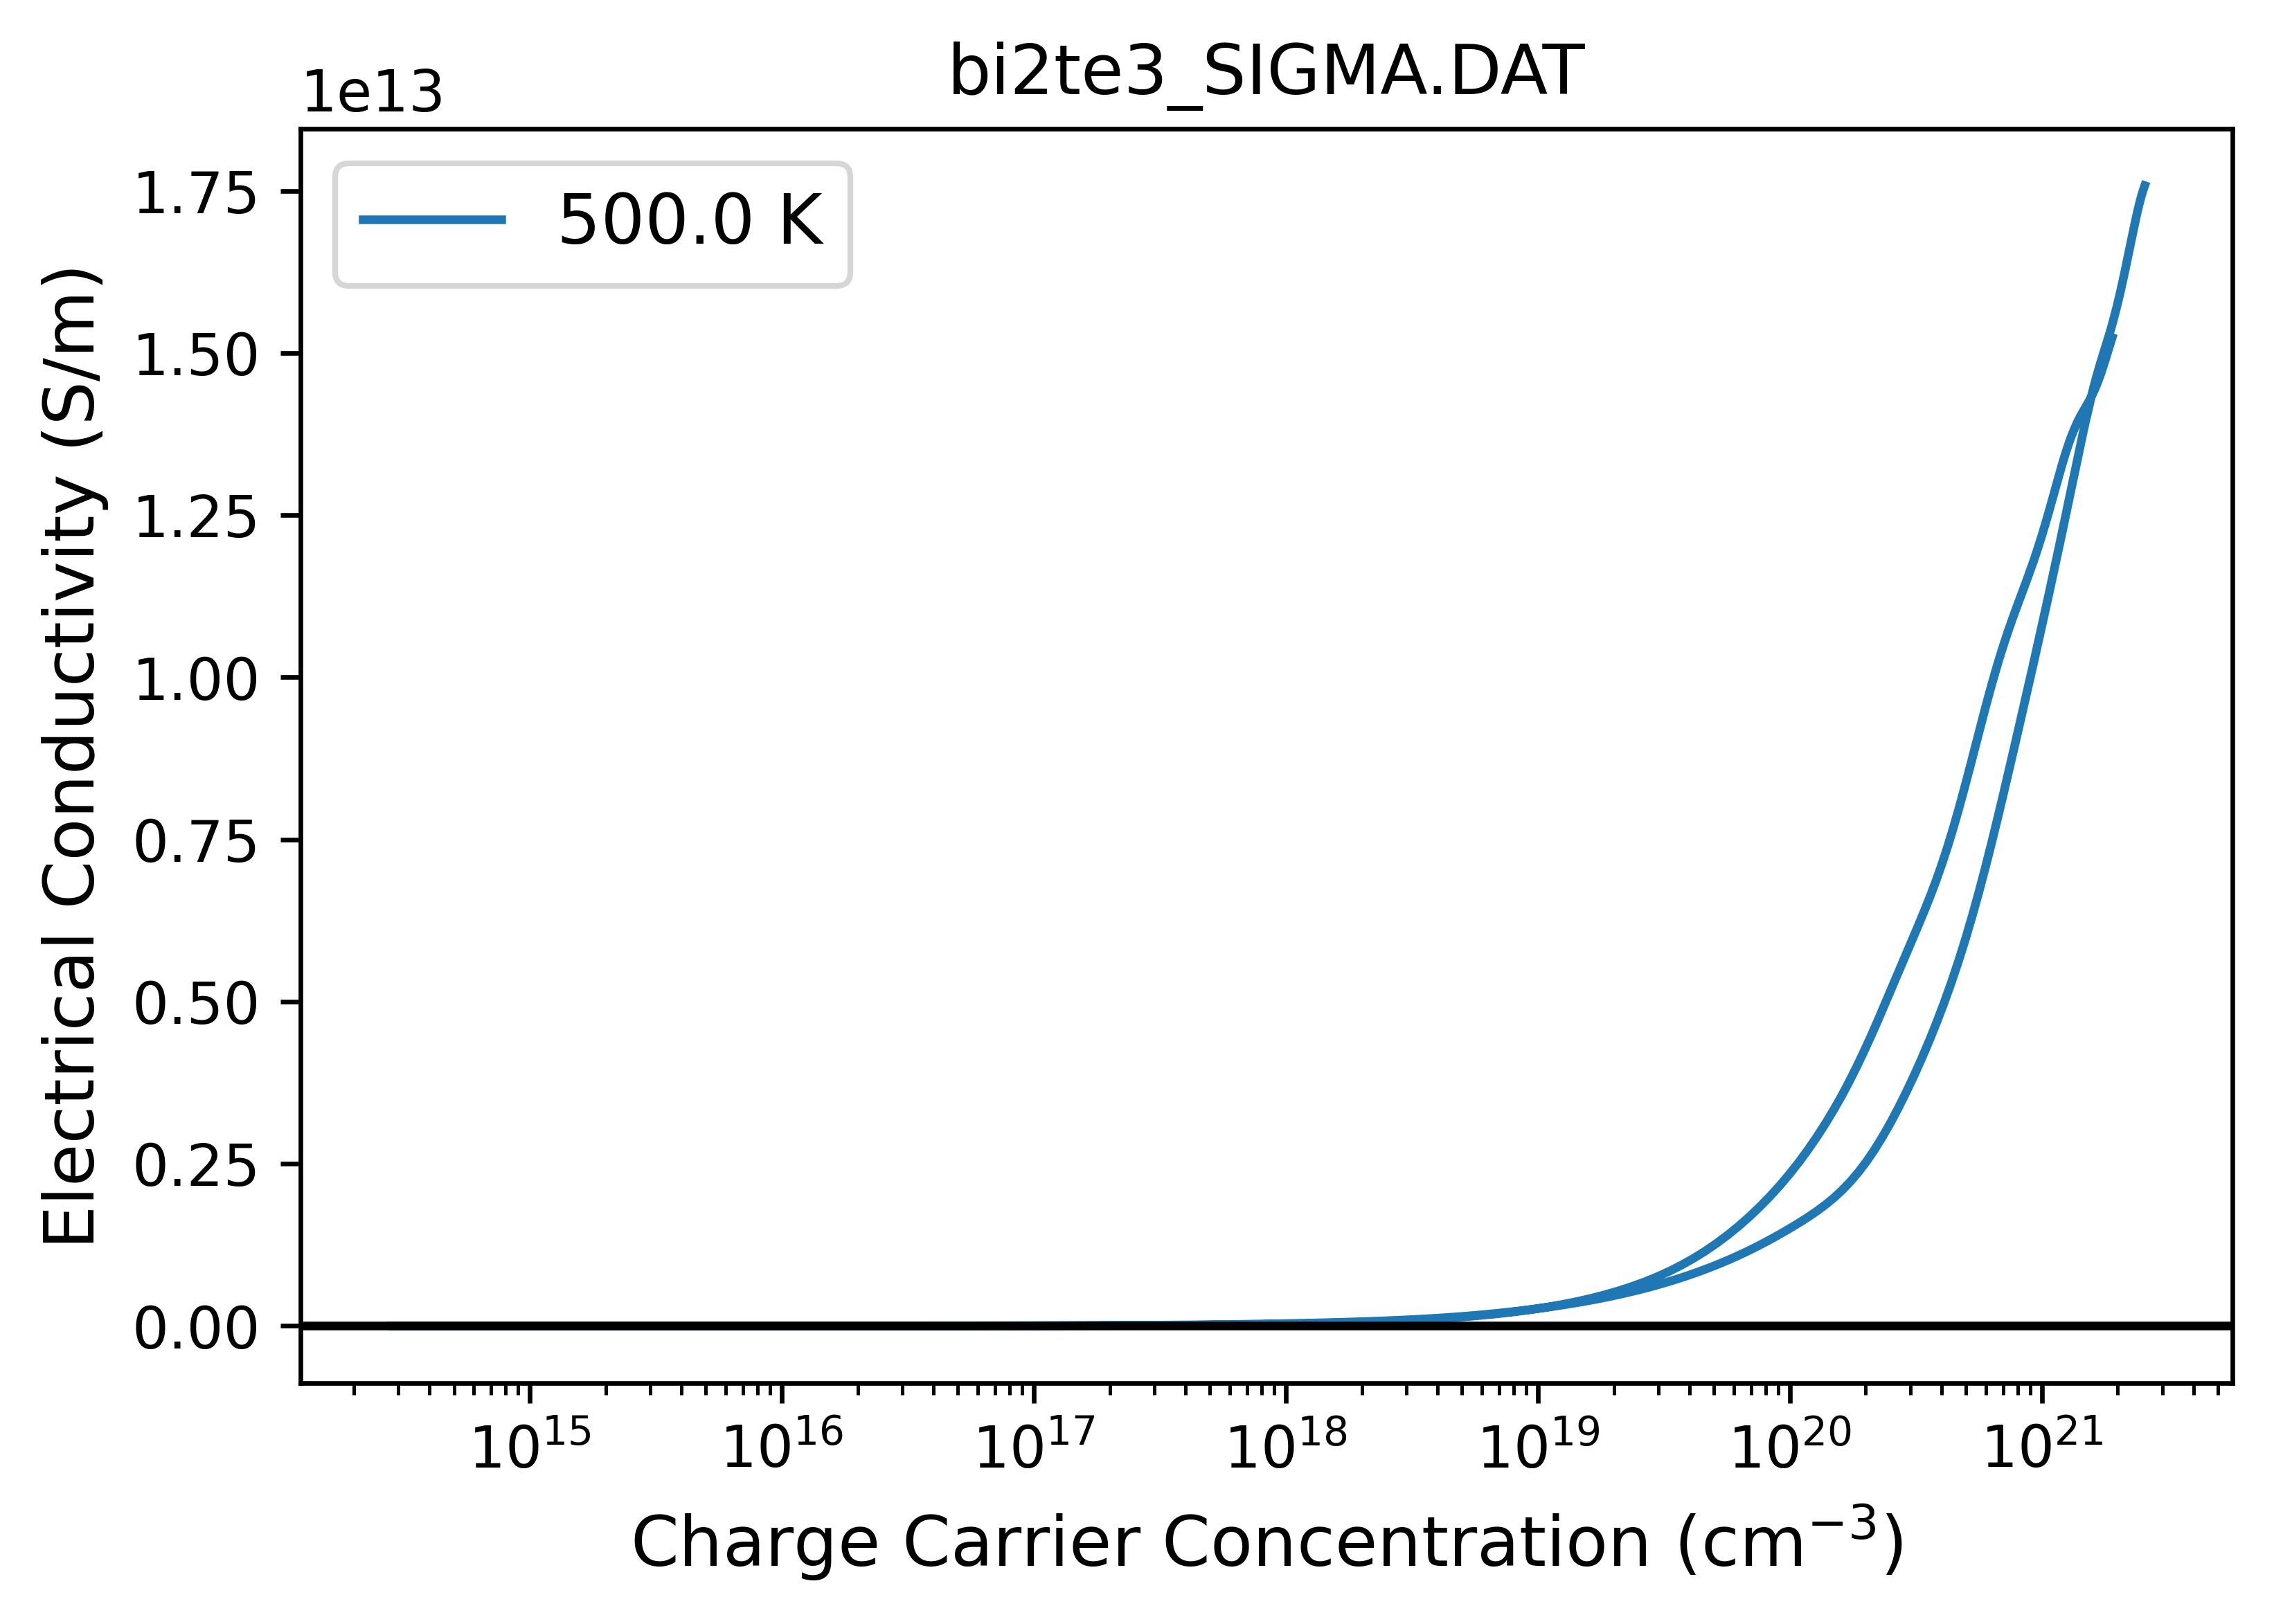 bi2te3_SIGMA.DAT
1e13
500.0 K
1.75
1.50
1.25
1.00
0.75
0.50
0.25
0.00
Electrical Conductivity (S/m)
10¹⁵ 10¹⁶ 10¹⁷ 10¹⁸ 10¹⁹ 10²⁰ 10²¹
Charge Carrier Concentration (cm⁻³)